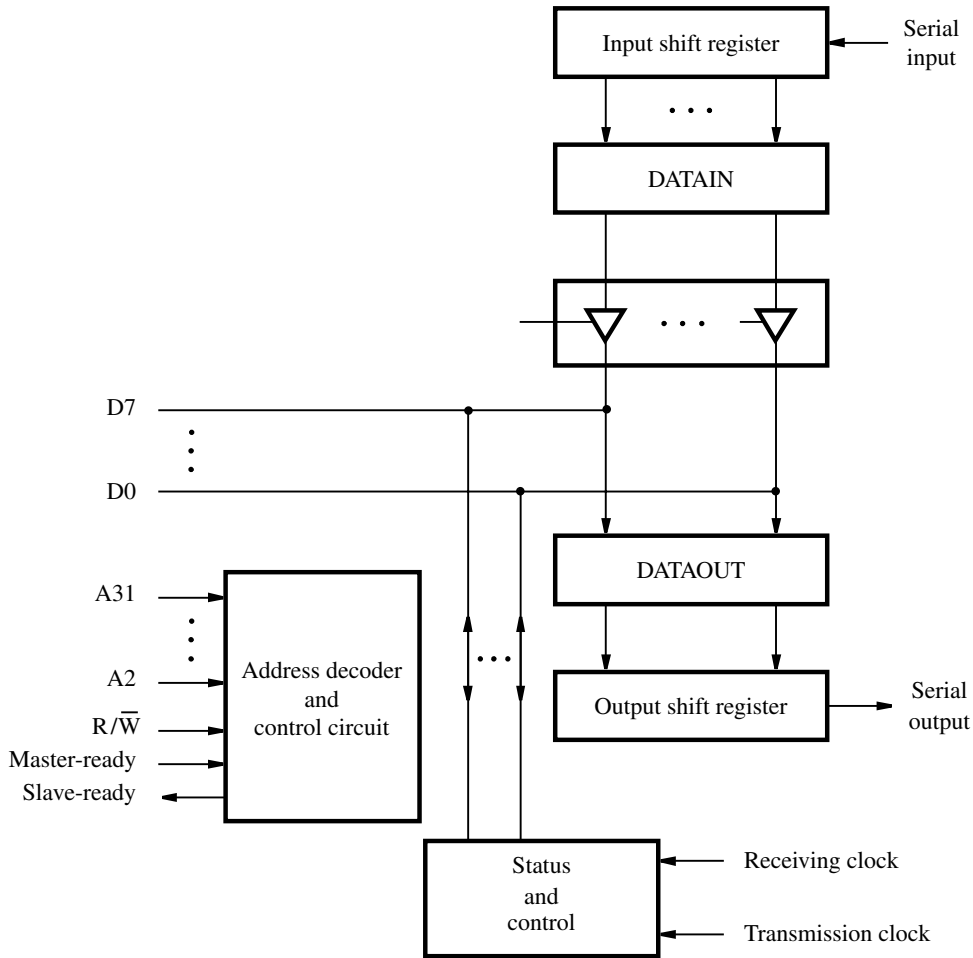 Input shift register
Serial
input
DATAIN
D7
D0
DATAOUT
A31
A2
R/W̅
Master-ready
Slave-ready
Address decoder
and
control circuit
Output shift register
Serial
output
Status
and
control
Receiving clock
Transmission clock